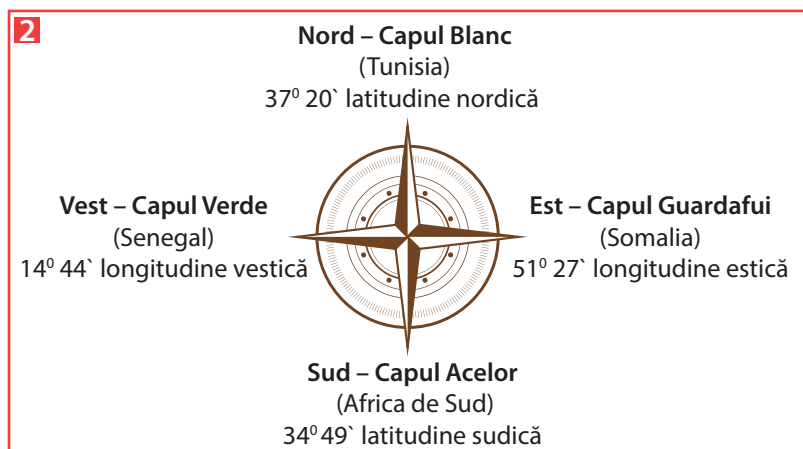 2
Nord – Capul Blanc
(Tunisia)
37⁰ 20` latitudine nordică
Vest – Capul Verde
(Senegal)
14⁰ 44` longitudine vestică
Est – Capul Guardafui
(Somalia)
51⁰ 27` longitudine estică
Sud – Capul Acelor
(Africa de Sud)
34⁰ 49` latitudine sudică